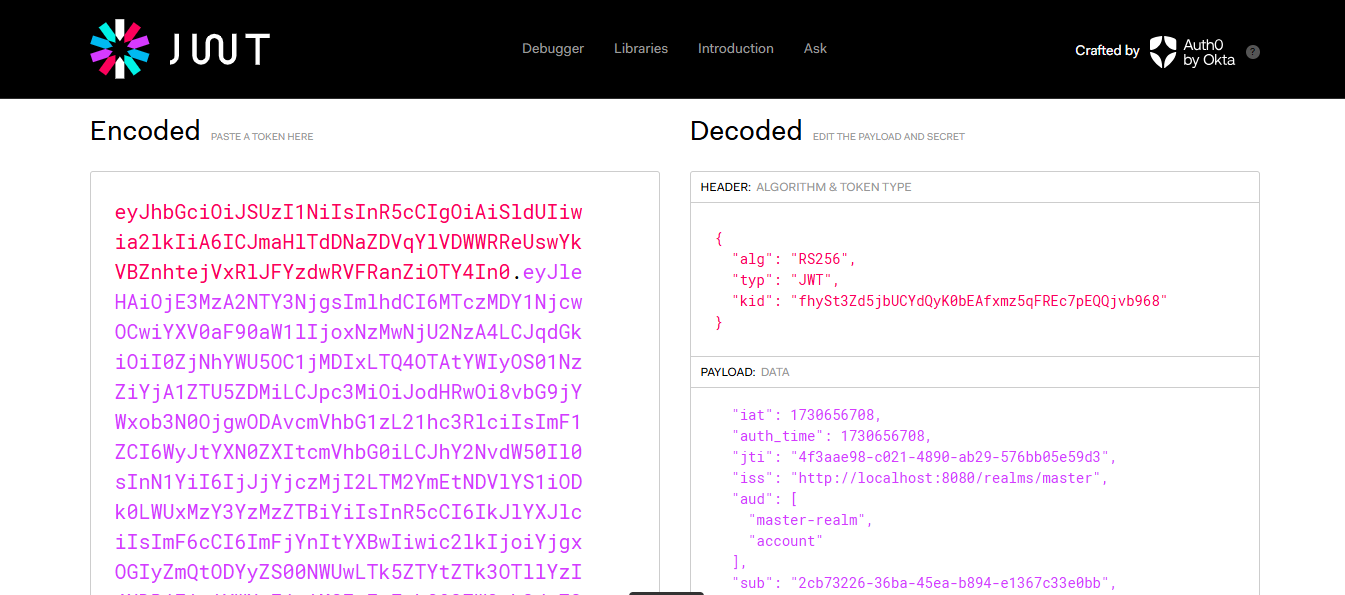 JWT
Debugger Libraries Introduction Ask
Crafted by Auth0 by Okta ?
Encoded PASTE A TOKEN HERE
eyJhbGciOiJSUzI1NiIsInR5cCIgOiAiSldUIiw
ia2lkIiA6ICJmaHlTdDNaZDVqYlVDWWRReUswYk
VBZnhtejVxRlJFYzdwRVFRanZiOTY4In0.eyJle
HAiOjE3MzA2NTY3NjgsImlhdCI6MTczMDY1Njcw
OCwiYXV0aF90aW1lIjoxNzMwNjU2NzA4LCJqdGk
iOiI0ZjNhYWU5OC1jMDIxLTQ4OTAtYWIyOS01Nz
ZiYjA1ZTU5ZDMiLCJpc3MiOiJodHRwOi8vbG9jY
Wxob3N0OjgwODAvcmVhbG1zL21hc3RlciIsImF1
ZCI6WyJtYXN0ZXItcmVhbG0iLCJhY2NvdW50Il0
sInN1YiI6IjJjYjczMjI2LTM2YmEtNDVlYS1iOD
k0LWUxMzY3YzMzZTBiYiIsInR5cCI6IkJlYXJlc
iIsImF6cCI6ImFjYnItYXBwIiwic2lkIjoiYjgx
OGIyZmQtODYyZS00NWUwLTk5ZTYtZTk3OTllYzI
Decoded EDIT THE PAYLOAD AND SECRET
HEADER: ALGORITHM & TOKEN TYPE
{
"alg": "RS256",
"typ": "JWT",
"kid": "fhySt3Zd5jbUCYdQyK0bEAfxmz5qFREc7pEQQjvb968"
}
PAYLOAD: DATA
"iat": 1730656708,
"auth_time": 1730656708,
"jti": "4f3aae98-c021-4890-ab29-576bb05e59d3",
"iss": "http://localhost:8080/realms/master",
"aud": [
"master-realm",
"account"
],
"sub": "2cb73226-36ba-45ea-b894-e1367c33e0bb",